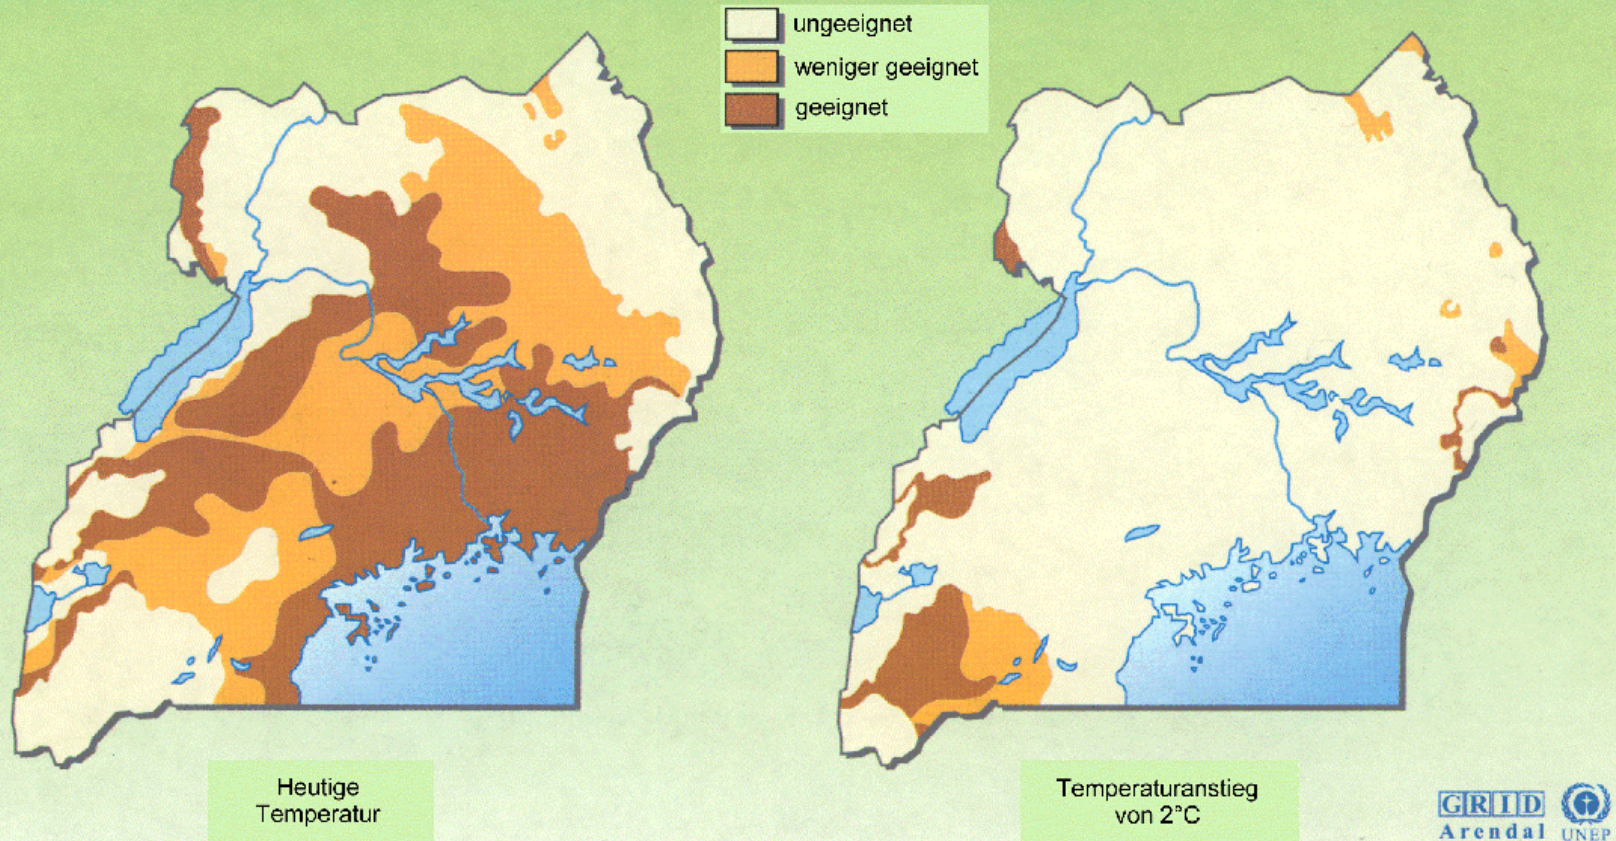 ungeeignet
weniger geeignet
geeignet
Heutige
Temperatur
Temperaturanstieg
von 2°C
GRID
Arendal
UNEP